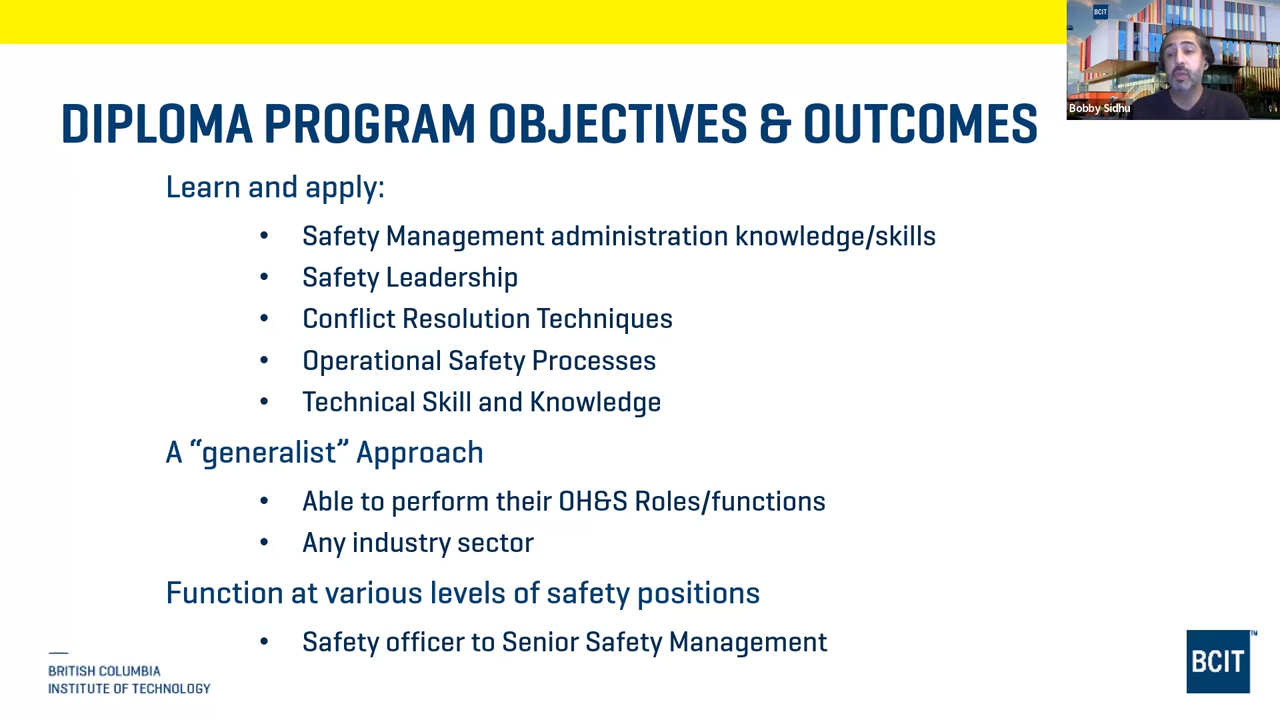 BCIT
Bobby Sidhu
DIPLOMA PROGRAM OBJECTIVES & OUTCOMES
Learn and apply:
• Safety Management administration knowledge/skills
• Safety Leadership
• Conflict Resolution Techniques
• Operational Safety Processes
• Technical Skill and Knowledge
A “generalist” Approach
• Able to perform their OH&S Roles/functions
• Any industry sector
Function at various levels of safety positions
• Safety officer to Senior Safety Management
BRITISH COLUMBIA
INSTITUTE OF TECHNOLOGY
BCIT™